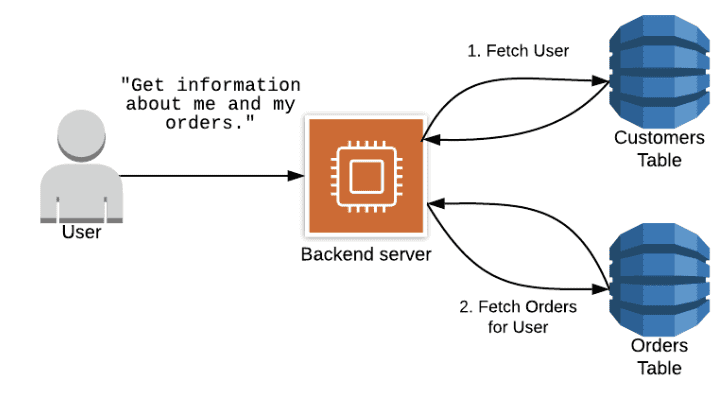 1. Fetch User
"Get information
about me and my
orders."
Customers
Table
User
Backend server
2. Fetch Orders
for User
Orders
Table